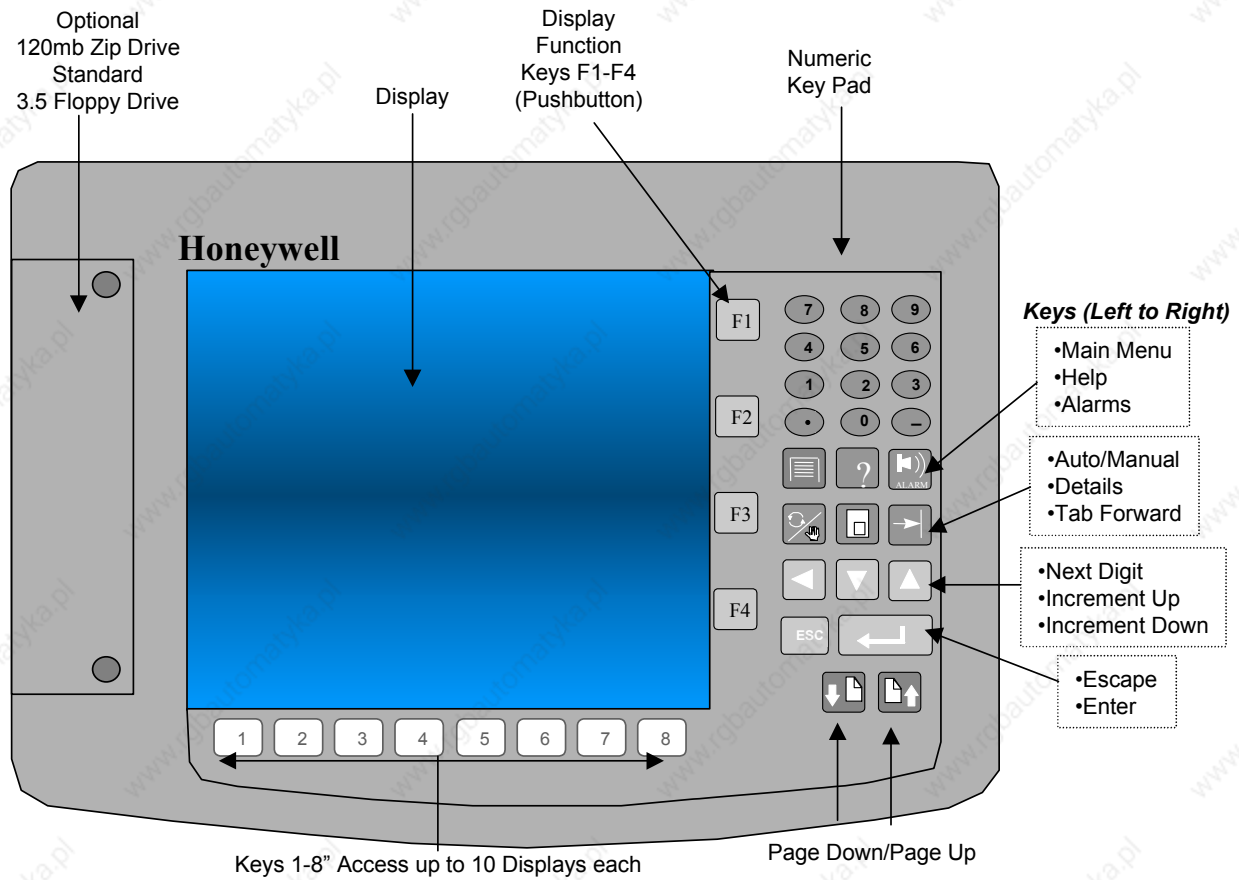 Optional
120mb Zip Drive
Standard
3.5 Floppy Drive
Display
Display
Function
Keys F1-F4
(Pushbutton)
Numeric
Key Pad
Honeywell
F1
F2
F3
F4
7 8 9
4 5 6
1 2 3
• 0 –
?
ALARM
ESC
Keys (Left to Right)
•Main Menu
•Help
•Alarms
•Auto/Manual
•Details
•Tab Forward
•Next Digit
•Increment Up
•Increment Down
•Escape
•Enter
1 2 3 4 5 6 7 8
Keys 1-8” Access up to 10 Displays each
Page Down/Page Up
www.rgbautomatyka.pl